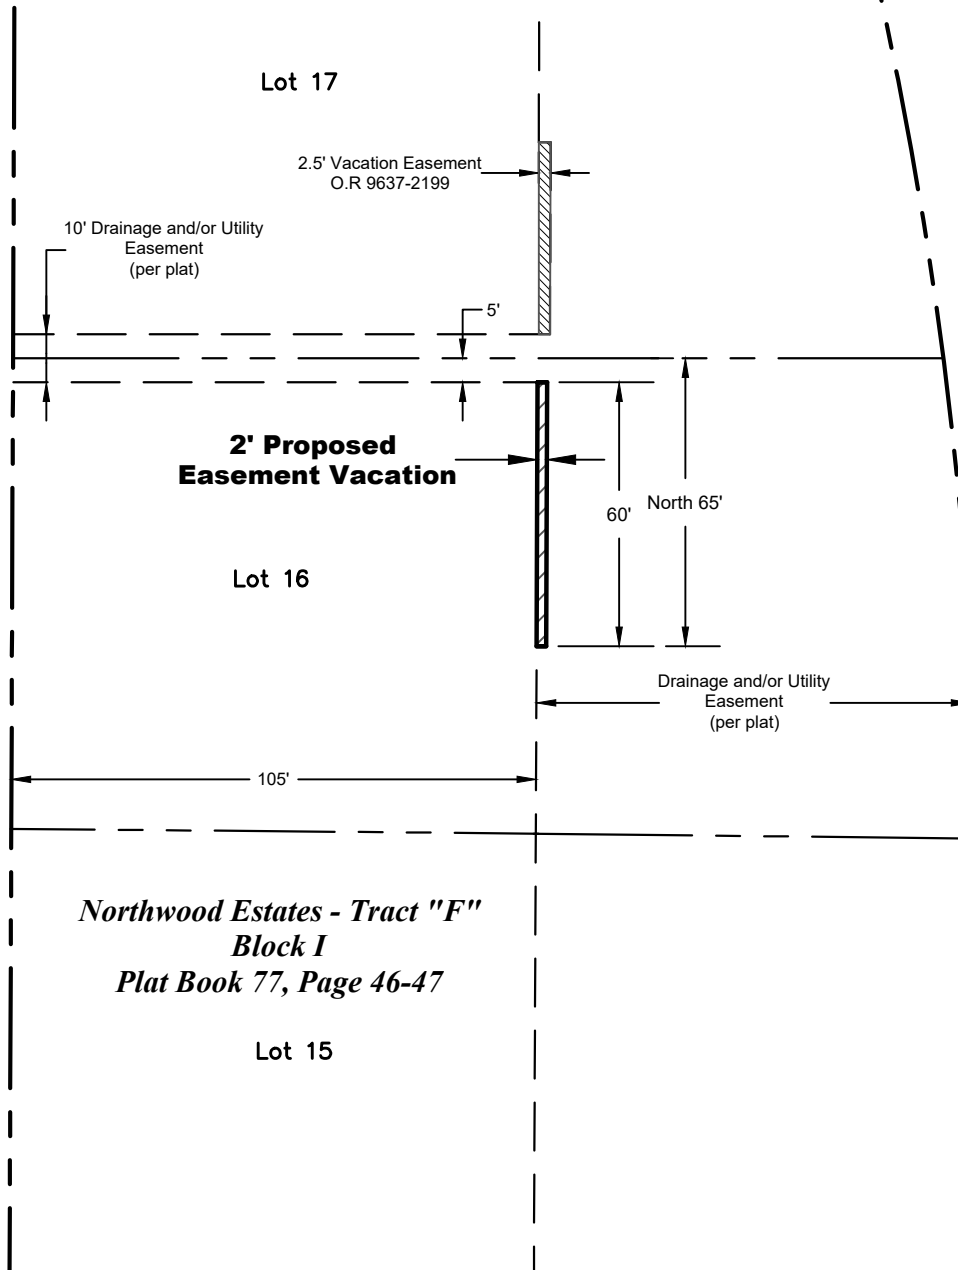 Lot 17
2.5' Vacation Easement
O.R 9637-2199
10' Drainage and/or Utility
Easement
(per plat)
5'
2' Proposed
Easement Vacation
60'
North 65'
Lot 16
Drainage and/or Utility
Easement
(per plat)
105'
Northwood Estates - Tract "F"
Block I
Plat Book 77, Page 46-47
Lot 15